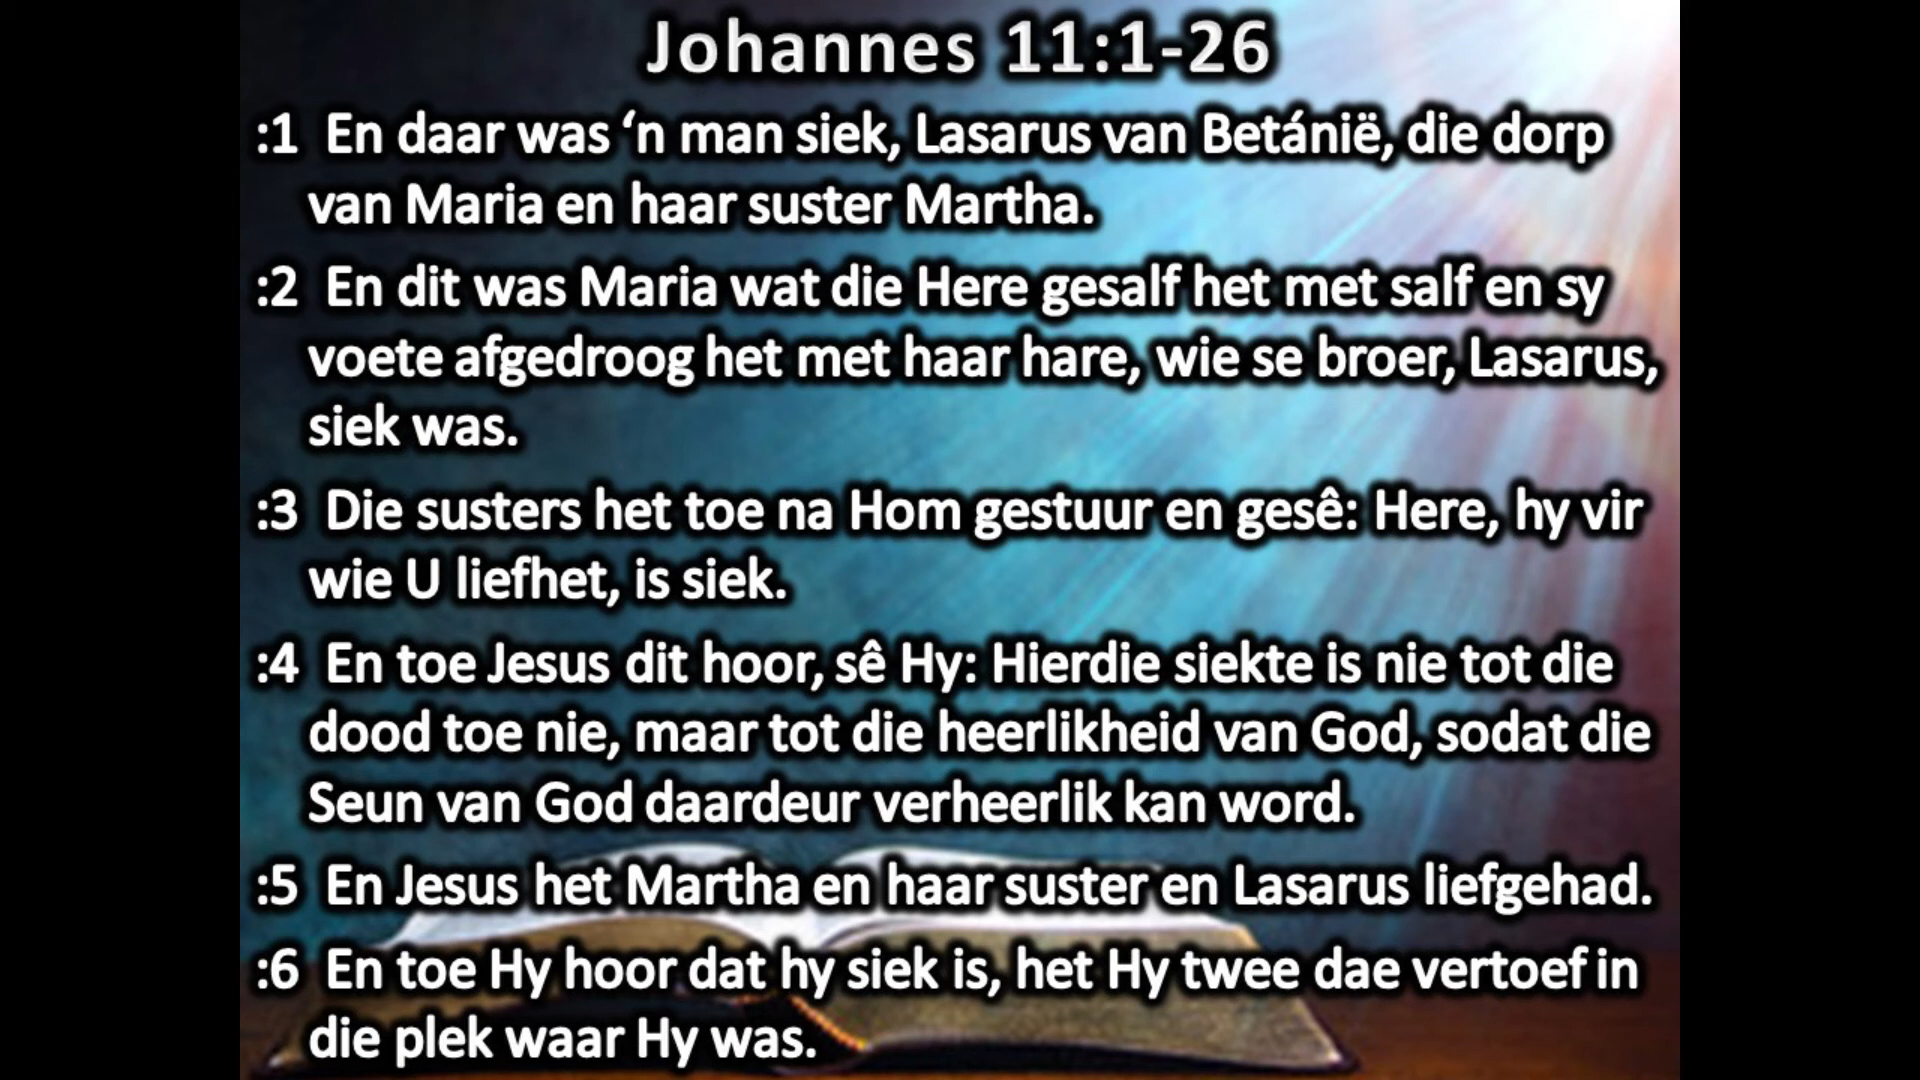 Johannes 11:1-26
:1 En daar was ‘n man siek, Lasarus van Betánië, die dorp
van Maria en haar suster Martha.
:2 En dit was Maria wat die Here gesalf het met salf en sy
voete afgedroog het met haar hare, wie se broer, Lasarus,
siek was.
:3 Die susters het toe na Hom gestuur en gesê: Here, hy vir
wie U liefhet, is siek.
:4 En toe Jesus dit hoor, sê Hy: Hierdie siekte is nie tot die
dood toe nie, maar tot die heerlikheid van God, sodat die
Seun van God daardeur verheerlik kan word.
:5 En Jesus het Martha en haar suster en Lasarus liefgehad.
:6 En toe Hy hoor dat hy siek is, het Hy twee dae vertoef in
die plek waar Hy was.